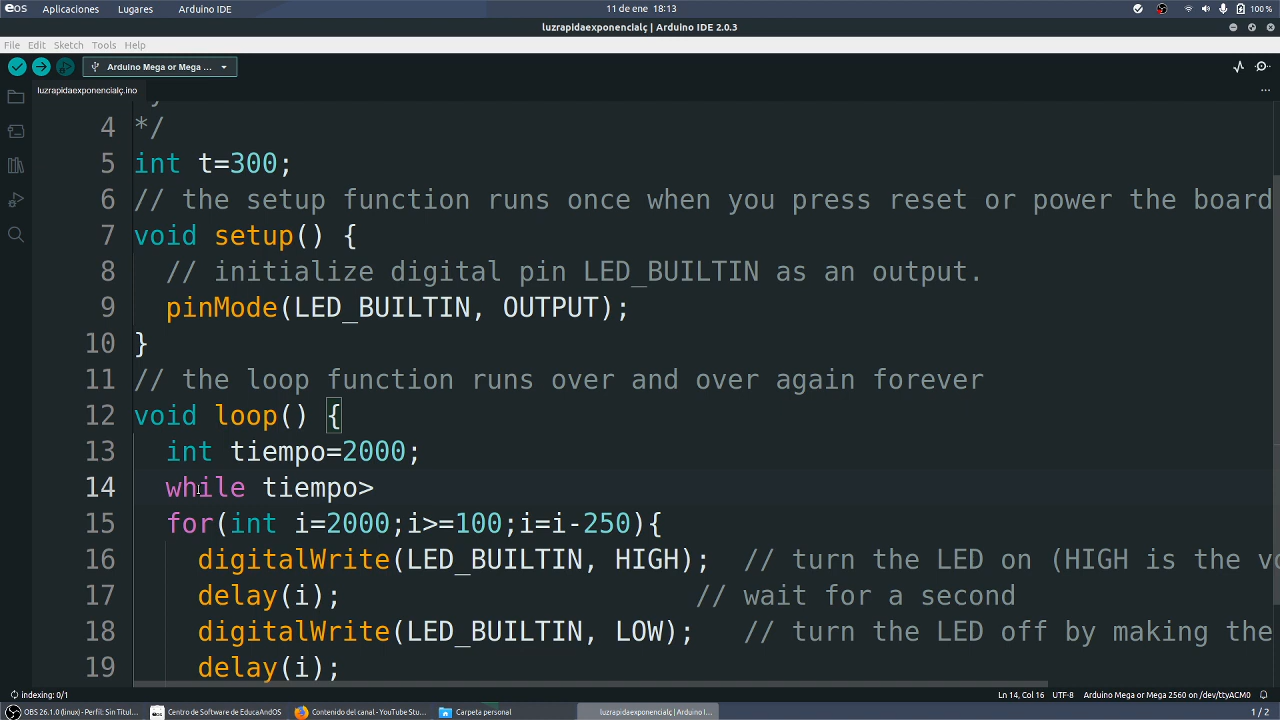 eos Aplicaciones Lugares Arduino IDE 11 de ene 18:13 100 %
luzrapidaexponencialç | Arduino IDE 2.0.3
File Edit Sketch Tools Help
Arduino Mega or Mega ...
luzrapidaexponencialç.ino
4 */
5 int t=300;
6 // the setup function runs once when you press reset or power the board
7 void setup() {
8 // initialize digital pin LED_BUILTIN as an output.
9 pinMode(LED_BUILTIN, OUTPUT);
10 }
11 // the loop function runs over and over again forever
12 void loop() {
13 int tiempo=2000;
14 while tiempo>
15 for(int i=2000;i>=100;i=i-250){
16 digitalWrite(LED_BUILTIN, HIGH); // turn the LED on (HIGH is the vo
17 delay(i); // wait for a second
18 digitalWrite(LED_BUILTIN, LOW); // turn the LED off by making the
19 delay(i);
indexing: 0/1 Ln 14, Col 16 UTF-8 Arduino Mega or Mega 2560 on /dev/ttyACM0
OBS 26.1.0 (linux) - Perfil: Sin Títul... Centro de Software de EducaAndOS Contenido del canal - YouTube Stu... Carpeta personal luzrapidaexponencialç | Arduino I... 1 / 2